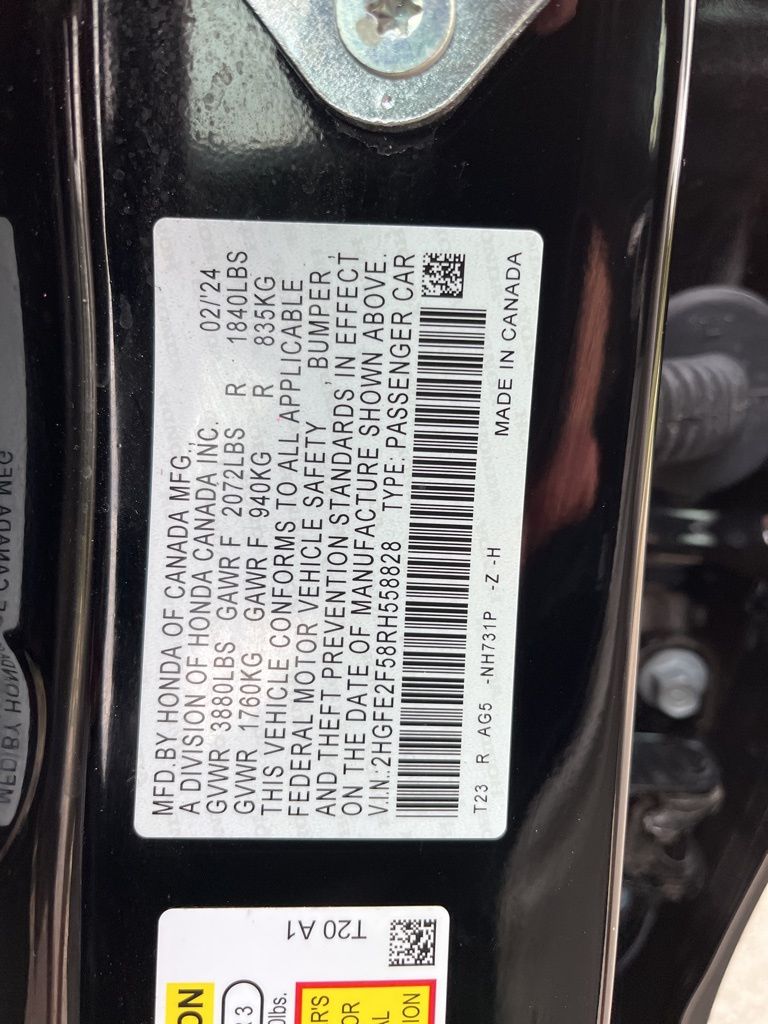 MFD.BY HONDA OF CANADA MFG.,
A DIVISION OF HONDA CANADA INC. 02/'24
GVWR 3880LBS GAWR F 2072LBS R 1840LBS
GVWR 1760KG GAWR F 940KG R 835KG
THIS VEHICLE CONFORMS TO ALL APPLICABLE
FEDERAL MOTOR VEHICLE SAFETY, BUMPER,
AND THEFT PREVENTION STANDARDS IN EFFECT
ON THE DATE OF MANUFACTURE SHOWN ABOVE.
V.I.N.:2HGFE2F58RH558828 TYPE: PASSENGER CAR
T23 R AG5 -NH731P -Z -H MADE IN CANADA
T20 A1